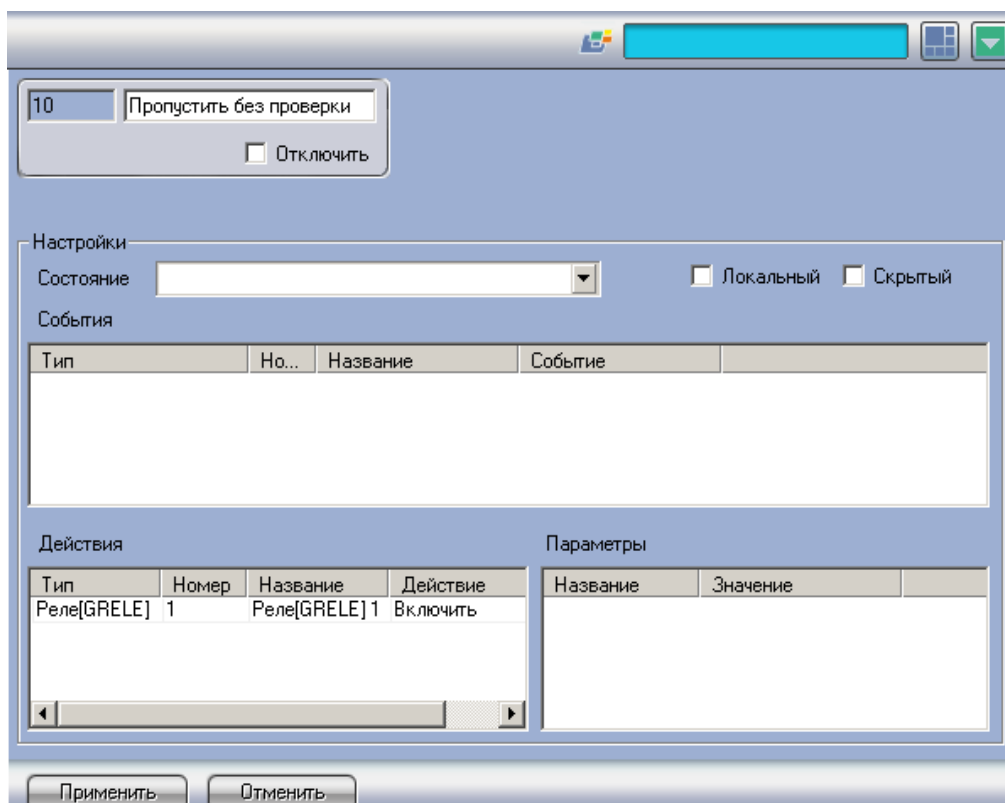 10 Пропустить без проверки
Отключить
Настройки
Состояние Локальный Скрытый
События
Тип Но... Название Событие
Действия Параметры
Тип Номер Название Действие Название Значение
Реле[GRELE] 1 Реле[GRELE] 1 Включить
Применить Отменить